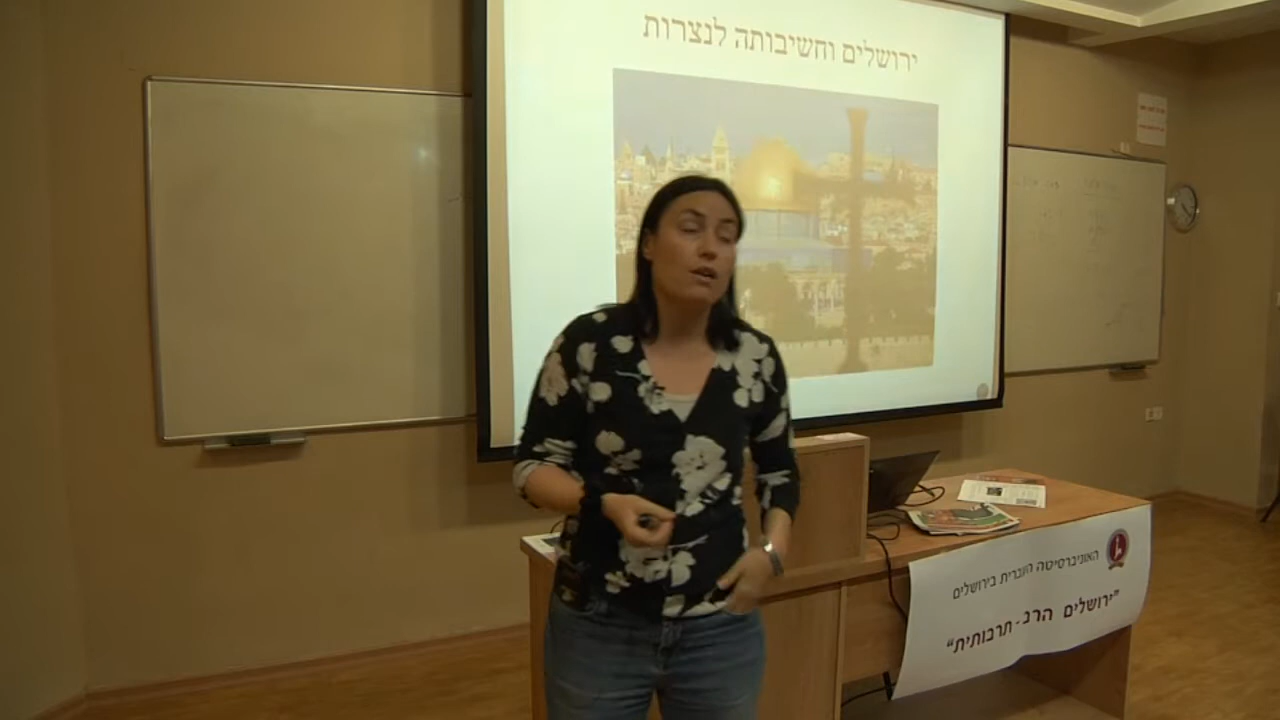 ירושלים וחשיבותה לנצרות
האוניברסיטה העברית בירושלים
"ירושלים הרב-תרבותית"